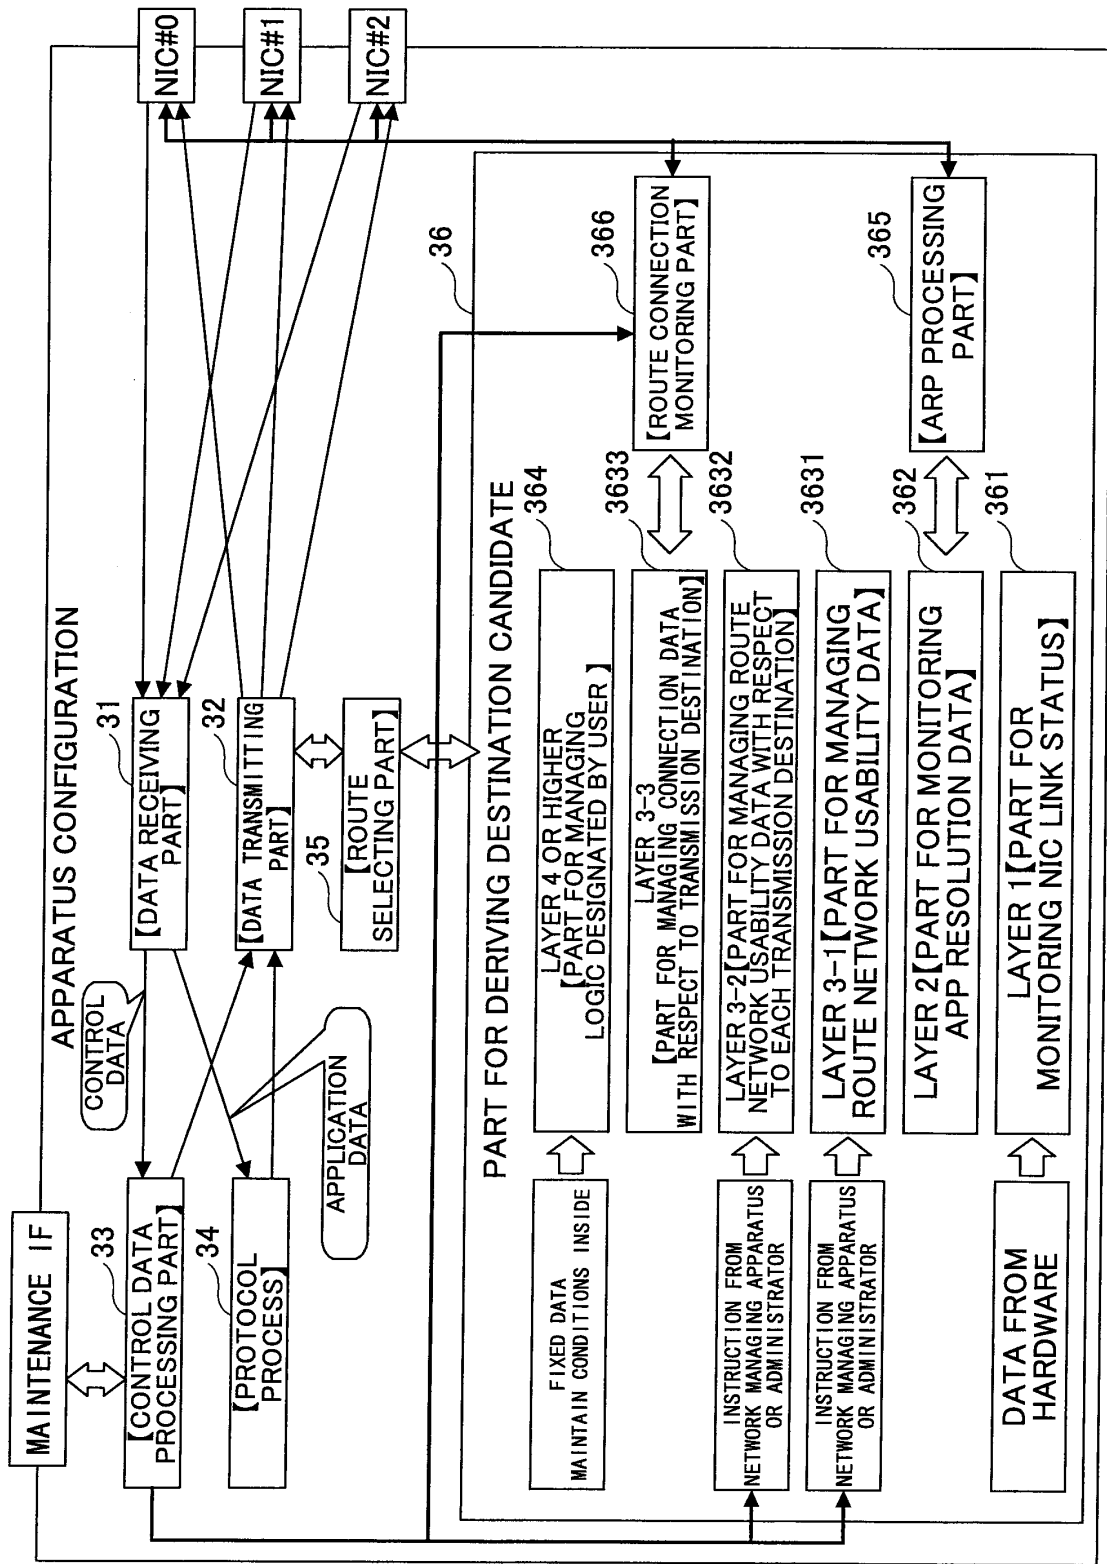 APPARATUS CONFIGURATION
MAINTENANCE IF
33
【CONTROL DATA
PROCESSING PART】
34
【PROTOCOL
PROCESS】
CONTROL
DATA
APPLICATION
DATA
31
【DATA RECEIVING
PART】
32
【DATA TRANSMITTING
PART】
35
【ROUTE
SELECTING PART】
NIC#0
NIC#1
NIC#2
36
PART FOR DERIVING DESTINATION CANDIDATE
FIXED DATA
MAINTAIN CONDITIONS INSIDE
364
LAYER 4 OR HIGHER
【PART FOR MANAGING
LOGIC DESIGNATED BY USER】
3633
LAYER 3-3
【PART FOR MANAGING CONNECTION DATA
WITH RESPECT TO TRANSMISSION DESTINATION】
366
【ROUTE CONNECTION
MONITORING PART】
INSTRUCTION FROM
NETWORK MANAGING APPARATUS
OR ADMINISTRATOR
3632
LAYER 3-2【PART FOR MANAGING ROUTE
NETWORK USABILITY DATA WITH RESPECT
TO EACH TRANSMISSION DESTINATION】
INSTRUCTION FROM
NETWORK MANAGING APPARATUS
OR ADMINISTRATOR
3631
LAYER 3-1【PART FOR MANAGING
ROUTE NETWORK USABILITY DATA】
362
LAYER 2【PART FOR MONITORING
APP RESOLUTION DATA】
365
【ARP PROCESSING
PART】
DATA FROM
HARDWARE
361
LAYER 1【PART FOR
MONITORING NIC LINK STATUS】